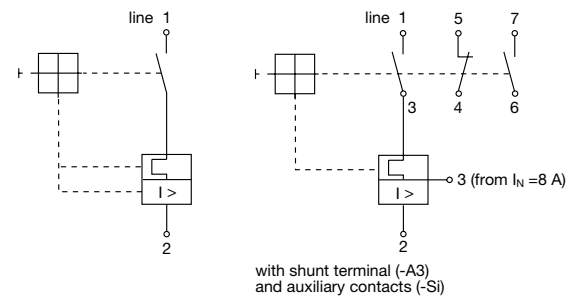 line 1
line 1 5 7
3 4 6
I >
I > 3 (from IN =8 A)
2
2
with shunt terminal (-A3)
and auxiliary contacts (-Si)